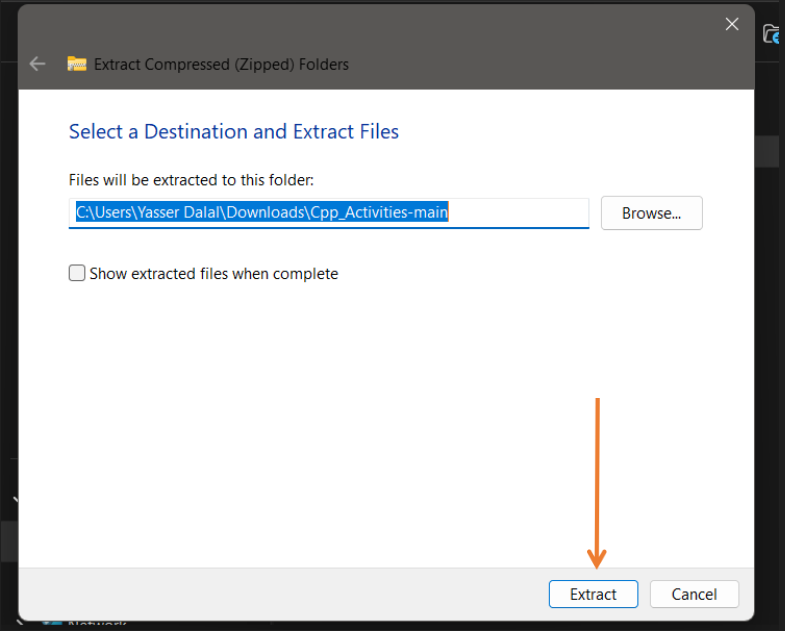 Extract Compressed (Zipped) Folders
Select a Destination and Extract Files
Files will be extracted to this folder:
C:\Users\Yasser Dalal\Downloads\Cpp_Activities-main
Browse...
Show extracted files when complete
Extract
Cancel
Network